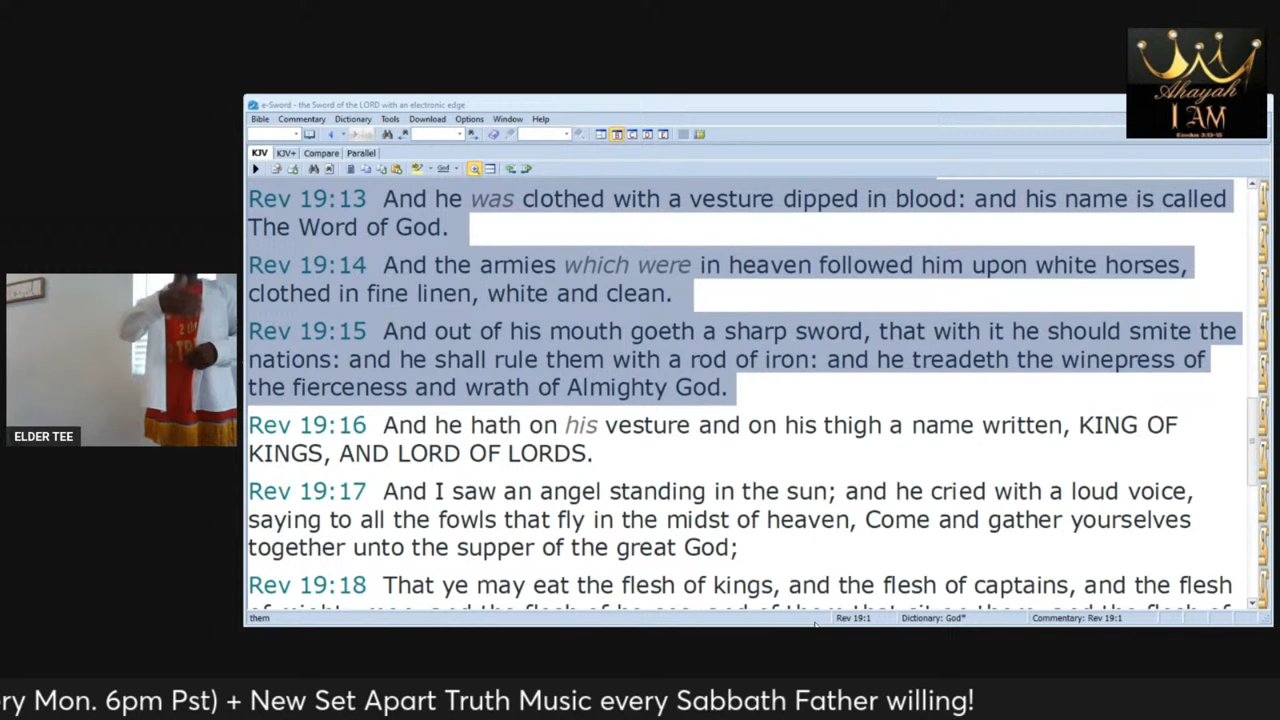 Ahayah
I AM
Exodus 3:13-15
e-Sword - the Sword of the LORD with an electronic edge
Bible Commentary Dictionary Tools Download Options Window Help
KJV KJV+ Compare Parallel
God
Rev 19:13 And he was clothed with a vesture dipped in blood: and his name is called
The Word of God.
Rev 19:14 And the armies which were in heaven followed him upon white horses,
clothed in fine linen, white and clean.
Rev 19:15 And out of his mouth goeth a sharp sword, that with it he should smite the
nations: and he shall rule them with a rod of iron: and he treadeth the winepress of
the fierceness and wrath of Almighty God.
Rev 19:16 And he hath on his vesture and on his thigh a name written, KING OF
KINGS, AND LORD OF LORDS.
Rev 19:17 And I saw an angel standing in the sun; and he cried with a loud voice,
saying to all the fowls that fly in the midst of heaven, Come and gather yourselves
together unto the supper of the great God;
Rev 19:18 That ye may eat the flesh of kings, and the flesh of captains, and the flesh
them Rev 19:1 Dictionary: God* Commentary: Rev 19:1
ELDER TEE
ry Mon. 6pm Pst) + New Set Apart Truth Music every Sabbath Father willing!